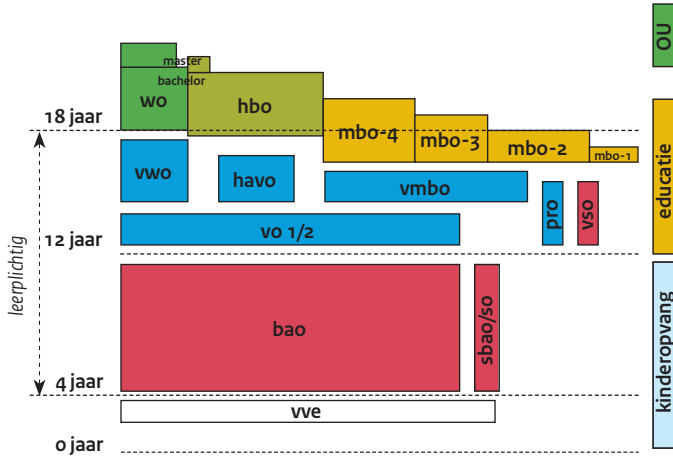 OU
master
bachelor
wo
hbo
18 jaar
mbo-4
mbo-3
mbo-2
mbo-1
educatie
vwo
havo
vmbo
pro
vso
vo 1/2
12 jaar
leerplichtig
bao
sbao/so
kinderopvang
4 jaar
vve
0 jaar